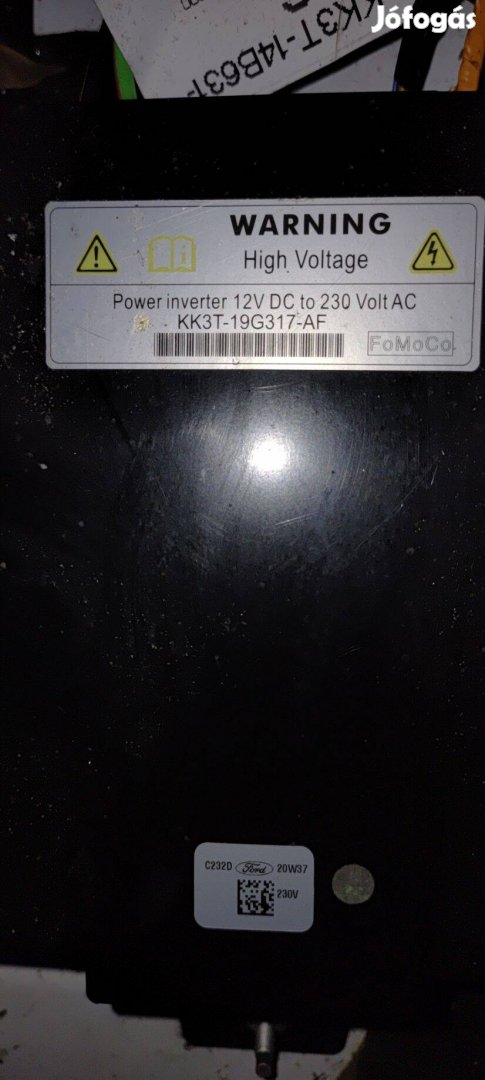 Jófogás
KK3T-14B631-
WARNING
High Voltage
Power inverter 12V DC to 230 Volt AC
KK3T-19G317-AF
FoMoCo
C232D Ford 20W37
230V